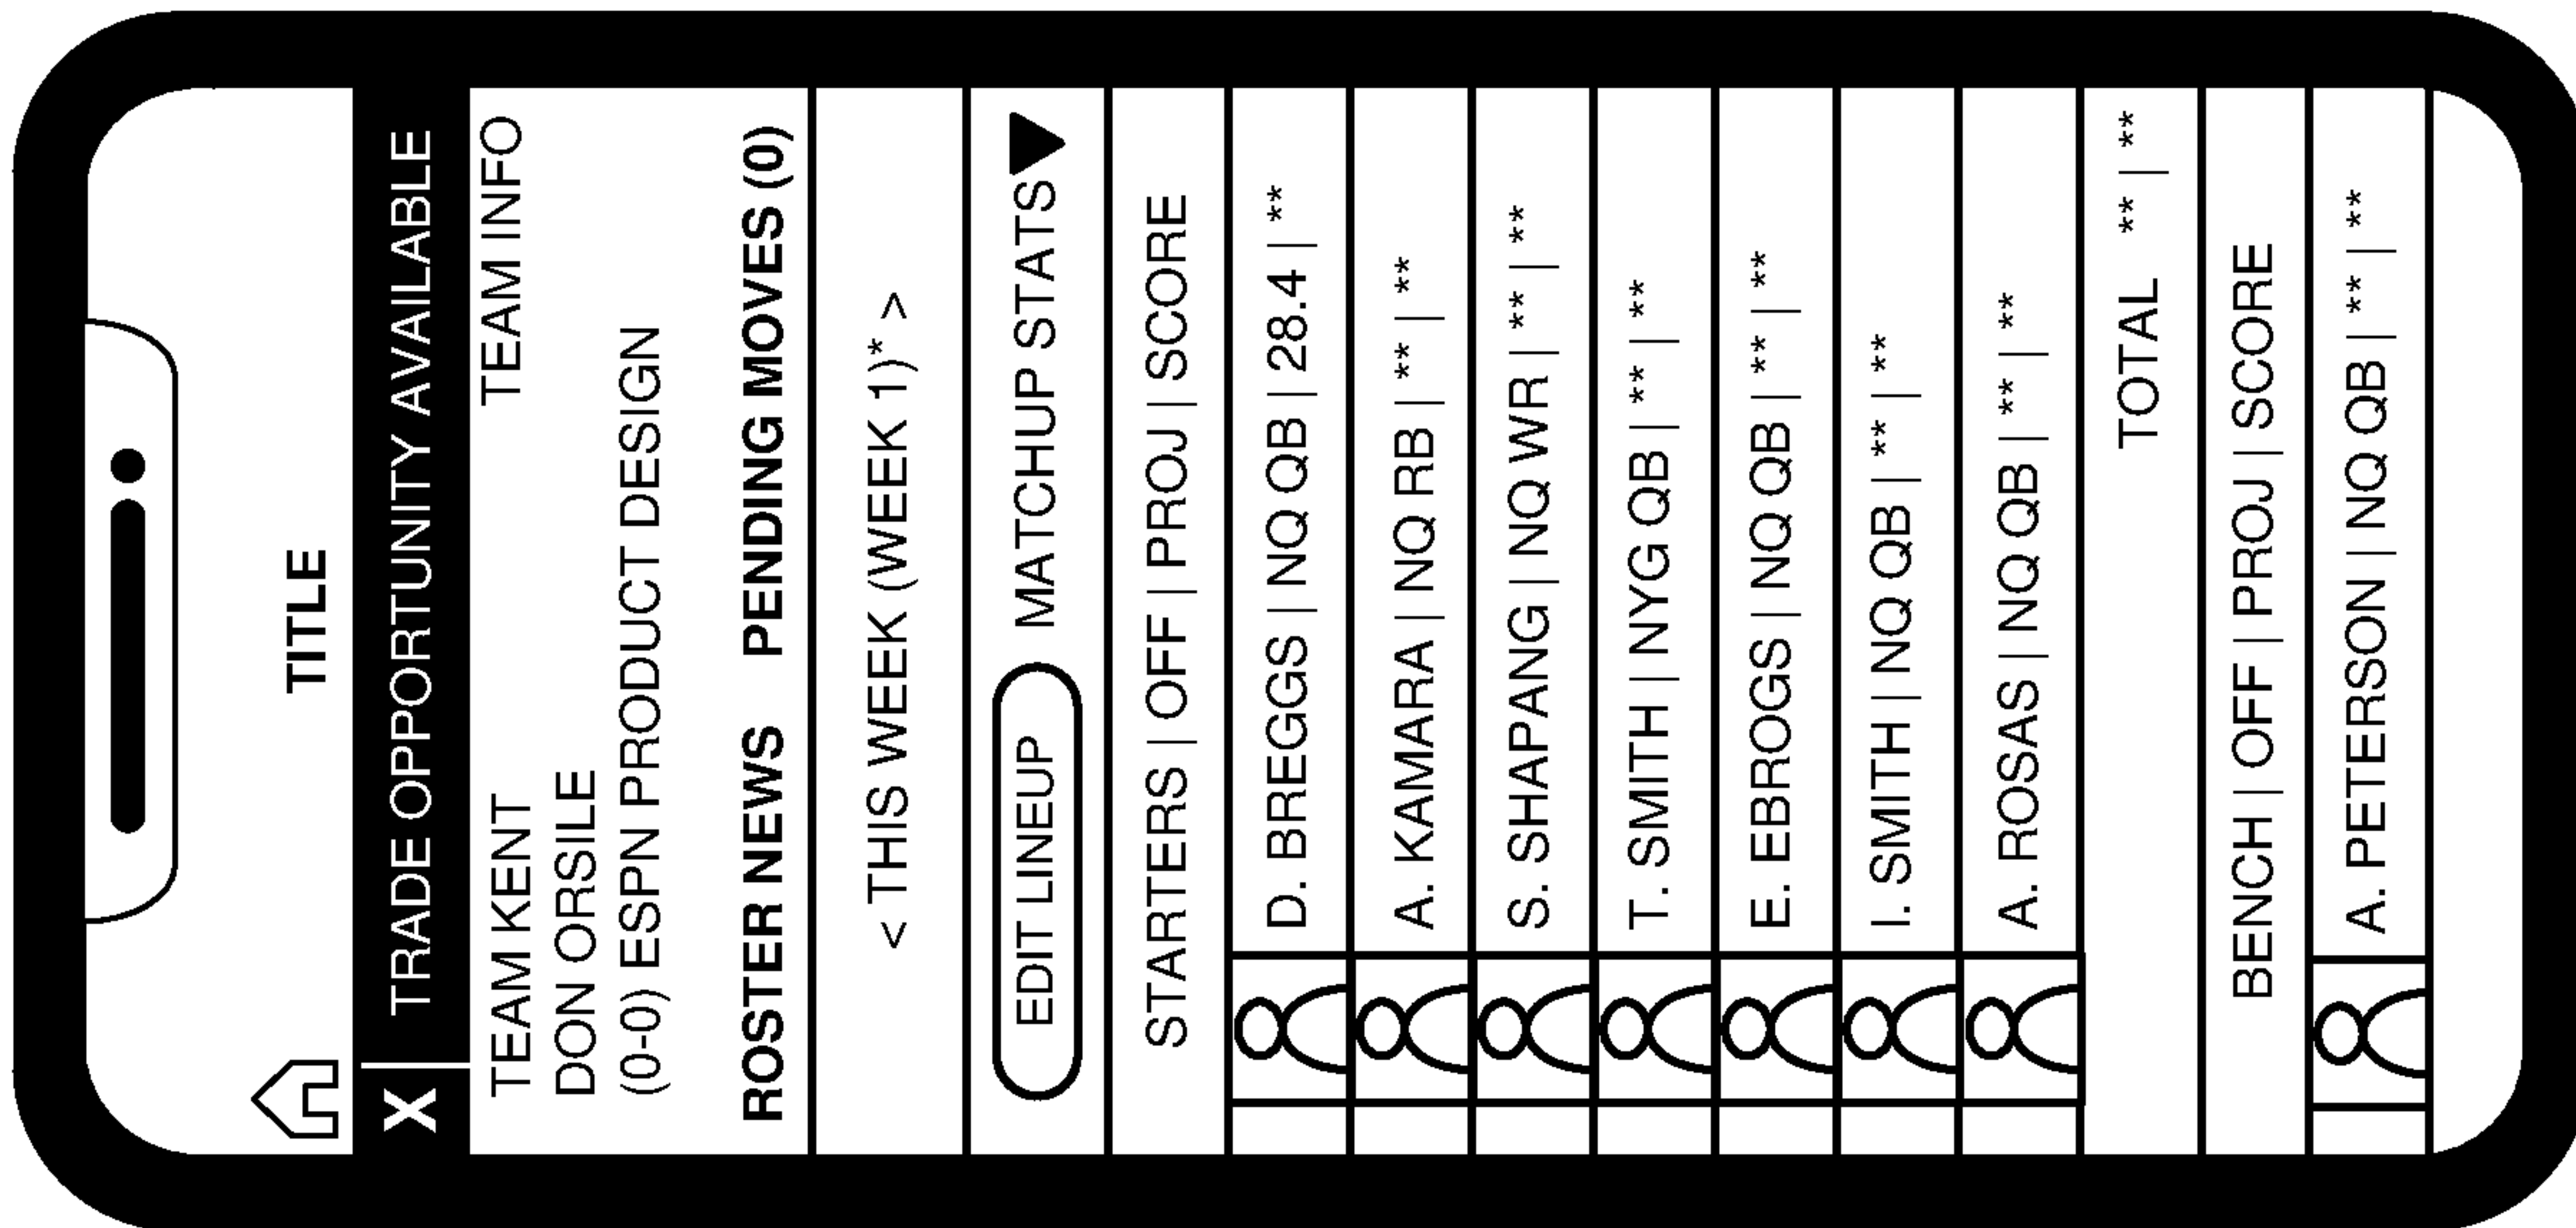 TITLE
X | TRADE OPPORTUNITY AVAILABLE
TEAM KENT TEAM INFO
DON ORSILE
(0-0) ESPN PRODUCT DESIGN
ROSTER NEWS PENDING MOVES (0)
< THIS WEEK (WEEK 1)* >
EDIT LINEUP MATCHUP STATS
STARTERS | OFF | PROJ | SCORE
D. BREGGS | NQ QB | 28.4 | **
A. KAMARA | NQ RB | ** | **
S. SHAPANG | NQ WR | ** | **
T. SMITH | NYG QB | ** | **
E. EBROGS | NQ QB | ** | **
I. SMITH | NQ QB | ** | **
A. ROSAS | NQ QB | ** | **
TOTAL ** | **
BENCH | OFF | PROJ | SCORE
A. PETERSON | NQ QB | ** | **